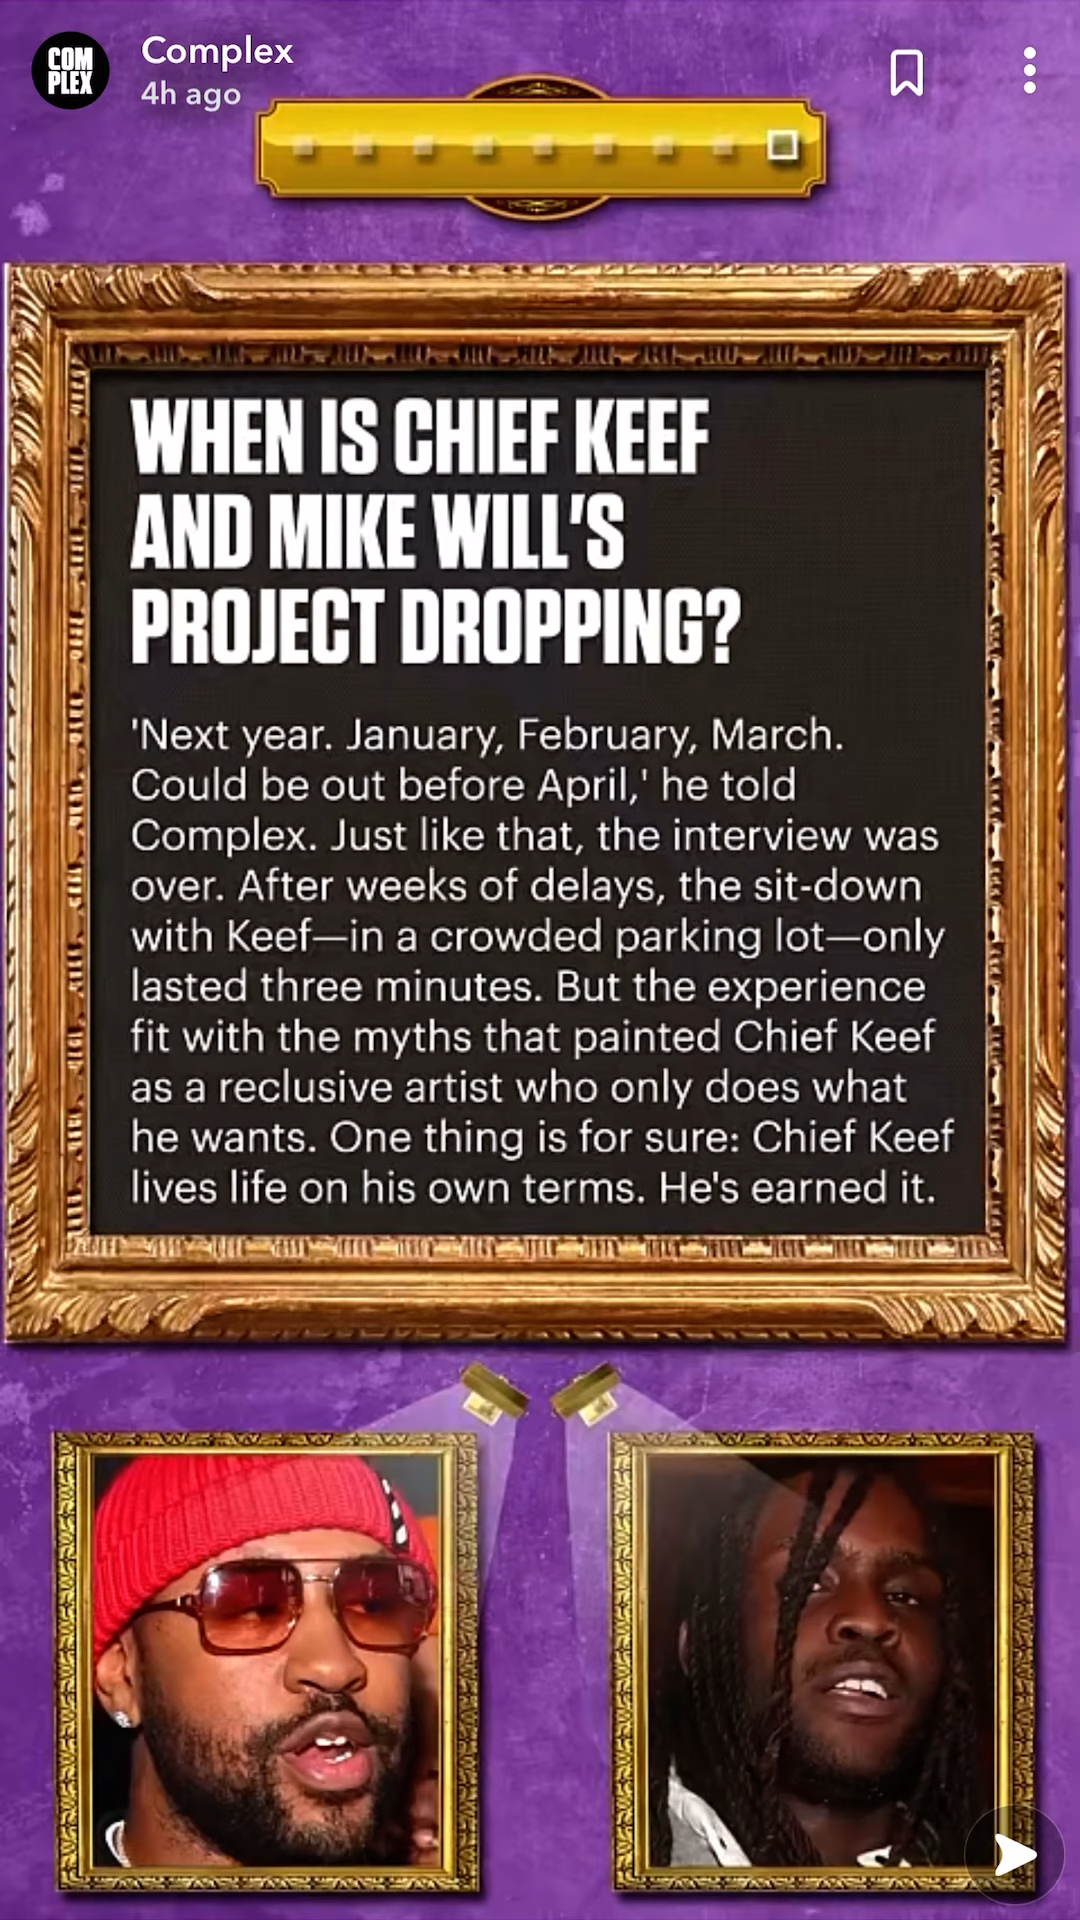 COM
PLEX
Complex
4h ago
WHEN IS CHIEF KEEF
AND MIKE WILL'S
PROJECT DROPPING?
'Next year. January, February, March.
Could be out before April,' he told
Complex. Just like that, the interview was
over. After weeks of delays, the sit-down
with Keef—in a crowded parking lot—only
lasted three minutes. But the experience
fit with the myths that painted Chief Keef
as a reclusive artist who only does what
he wants. One thing is for sure: Chief Keef
lives life on his own terms. He's earned it.